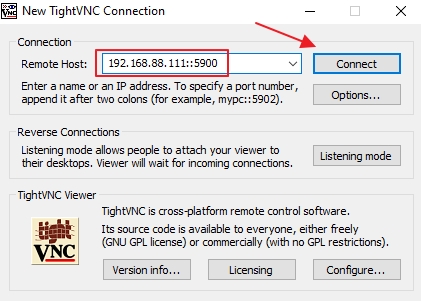 New TightVNC Connection
Connection
Remote Host:
192.168.88.111::5900
Connect
Enter a name or an IP address. To specify a port number,
append it after two colons (for example, mypc::5902).
Options...
Reverse Connections
Listening mode allows people to attach your viewer to
their desktops. Viewer will wait for incoming connections.
Listening mode
TightVNC Viewer
VNC
TightVNC is cross-platform remote control software.
Its source code is available to everyone, either freely
(GNU GPL license) or commercially (with no GPL restrictions).
Version info...
Licensing
Configure...